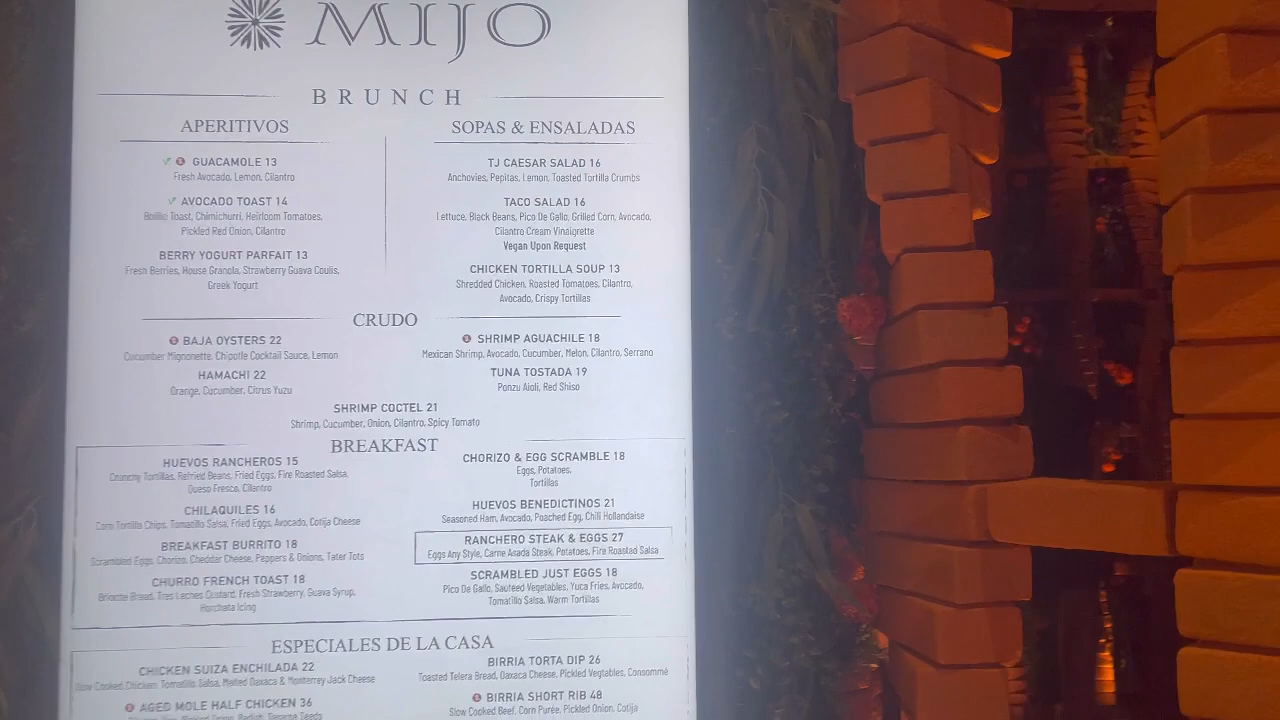 MIJO
BRUNCH
APERITIVOS
GUACAMOLE 13
Fresh Avocado, Lemon, Cilantro
AVOCADO TOAST 14
Bolillo Toast, Chimichurri, Heirloom Tomatoes,
Pickled Red Onion, Cilantro
BERRY YOGURT PARFAIT 13
Fresh Berries, House Granola, Strawberry Guava Coulis,
Greek Yogurt
SOPAS & ENSALADAS
TJ CAESAR SALAD 16
Anchovies, Pepitas, Lemon, Toasted Tortilla Crumbs
TACO SALAD 16
Lettuce, Black Beans, Pico De Gallo, Grilled Corn, Avocado,
Cilantro Cream Vinaigrette
Vegan Upon Request
CHICKEN TORTILLA SOUP 13
Shredded Chicken, Roasted Tomatoes, Cilantro,
Avocado, Crispy Tortillas
CRUDO
BAJA OYSTERS 22
Cucumber Mignonette, Chipotle Cocktail Sauce, Lemon
HAMACHI 22
Orange, Cucumber, Citrus Yuzu
SHRIMP AGUACHILE 18
Mexican Shrimp, Avocado, Cucumber, Melon, Cilantro, Serrano
TUNA TOSTADA 19
Ponzu Aioli, Red Shiso
SHRIMP COCTEL 21
Shrimp, Cucumber, Onion, Cilantro, Spicy Tomato
BREAKFAST
HUEVOS RANCHEROS 15
Crunchy Tortillas, Refried Beans, Fried Eggs, Fire Roasted Salsa,
Queso Fresco, Cilantro
CHILAQUILES 16
Corn Tortilla Chips, Tomatillo Salsa, Fried Eggs, Avocado, Cotija Cheese
BREAKFAST BURRITO 18
Scrambled Eggs, Chorizo, Cheddar Cheese, Peppers & Onions, Tater Tots
CHURRO FRENCH TOAST 18
Brioche Bread, Tres Leches Custard, Fresh Strawberry, Guava Syrup,
Horchata Icing
CHORIZO & EGG SCRAMBLE 18
Eggs, Potatoes,
Tortillas
HUEVOS BENEDICTINOS 21
Seasoned Ham, Avocado, Poached Egg, Chili Hollandaise
RANCHERO STEAK & EGGS 27
Eggs Any Style, Carne Asada Steak, Potatoes, Fire Roasted Salsa
SCRAMBLED JUST EGGS 18
Pico De Gallo, Sauteed Vegetables, Yuca Fries, Avocado,
Tomatillo Salsa, Warm Tortillas
ESPECIALES DE LA CASA
CHICKEN SUIZA ENCHILADA 22
Slow Cooked Chicken, Tomatillo Salsa, Melted Oaxaca & Monterrey Jack Cheese
AGED MOLE HALF CHICKEN 36
BIRRIA TORTA DIP 26
Toasted Telera Bread, Oaxaca Cheese, Pickled Vegtables, Consommé
BIRRIA SHORT RIB 48
Slow Cooked Beef, Corn Purée, Pickled Onion, Cotija